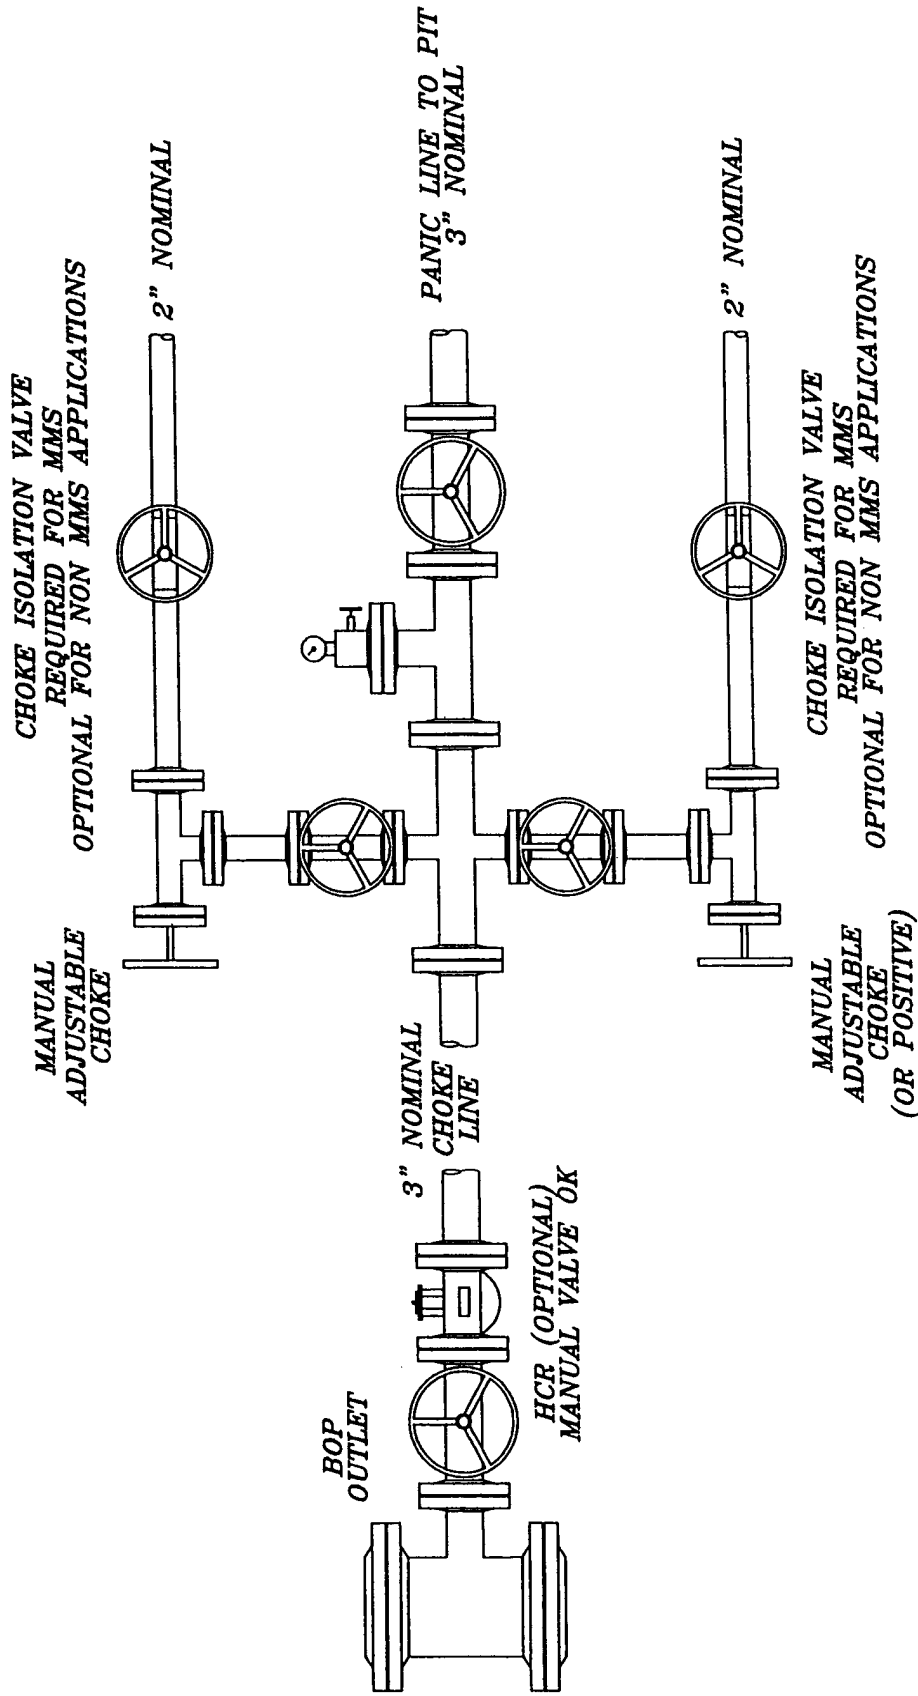 CHOKE ISOLATION VALVE
REQUIRED FOR MMS
OPTIONAL FOR NON MMS APPLICATIONS
2" NOMINAL
MANUAL
ADJUSTABLE
CHOKE
BOP
OUTLET
3" NOMINAL
CHOKE
LINE
PANIC LINE TO PIT
3" NOMINAL
HCR (OPTIONAL)
MANUAL VALVE OK
2" NOMINAL
MANUAL
ADJUSTABLE
CHOKE
(OR POSITIVE)
CHOKE ISOLATION VALVE
REQUIRED FOR MMS
OPTIONAL FOR NON MMS APPLICATIONS